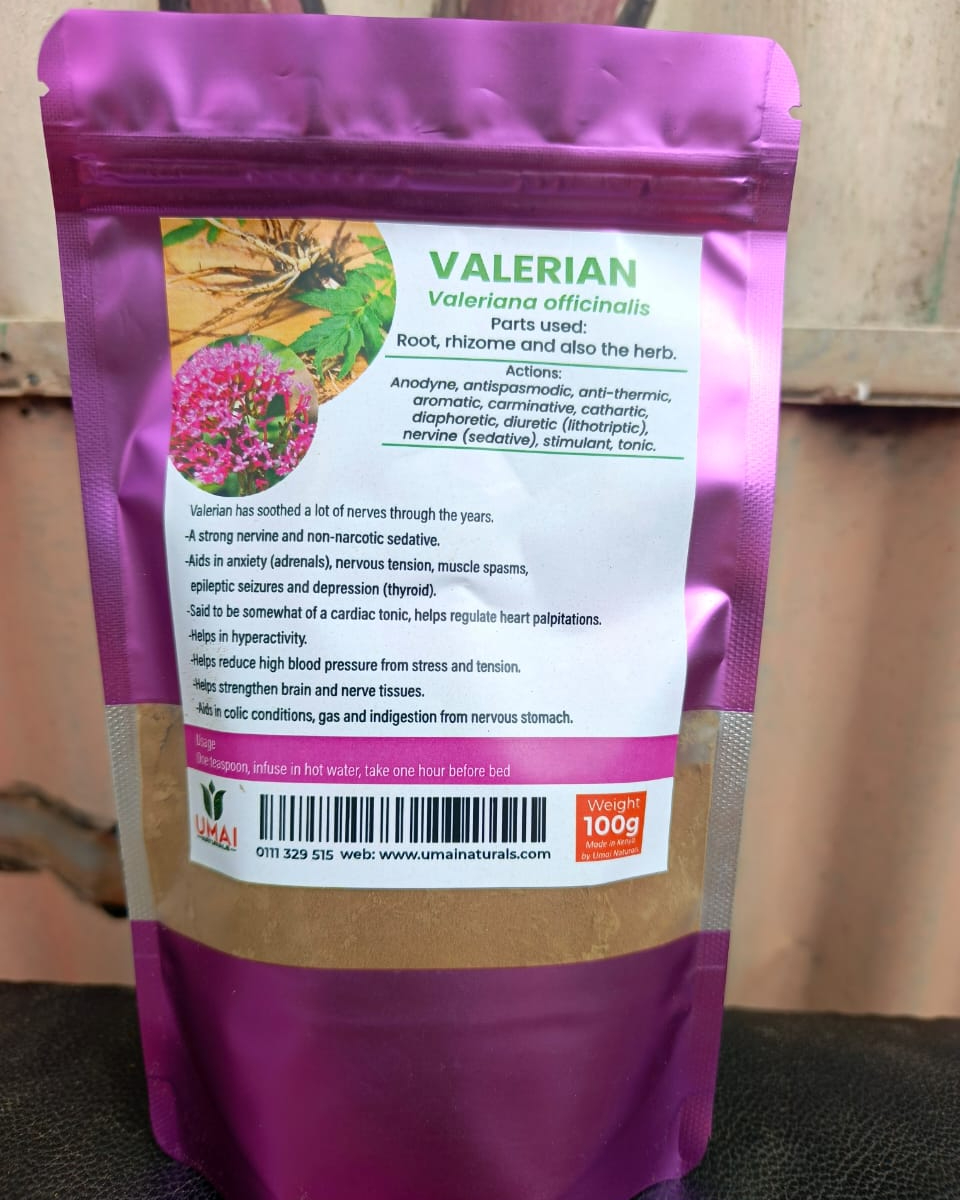 VALERIAN
Valeriana officinalis
Parts used:
Root, rhizome and also the herb.
Actions:
Anodyne, antispasmodic, anti-thermic,
aromatic, carminative, cathartic,
diaphoretic, diuretic (lithotriptic),
nervine (sedative), stimulant, tonic.
Valerian has soothed a lot of nerves through the years.
-A strong nervine and non-narcotic sedative.
-Aids in anxiety (adrenals), nervous tension, muscle spasms,
epileptic seizures and depression (thyroid).
-Said to be somewhat of a cardiac tonic, helps regulate heart palpitations.
-Helps in hyperactivity.
-Helps reduce high blood pressure from stress and tension.
-Helps strengthen brain and nerve tissues.
-Aids in colic conditions, gas and indigestion from nervous stomach.
Usage
One teaspoon, infuse in hot water, take one hour before bed
UMAI
0111 329 515 web: www.umainaturals.com
Weight
100g
Made in Kenya
by Umai Naturals